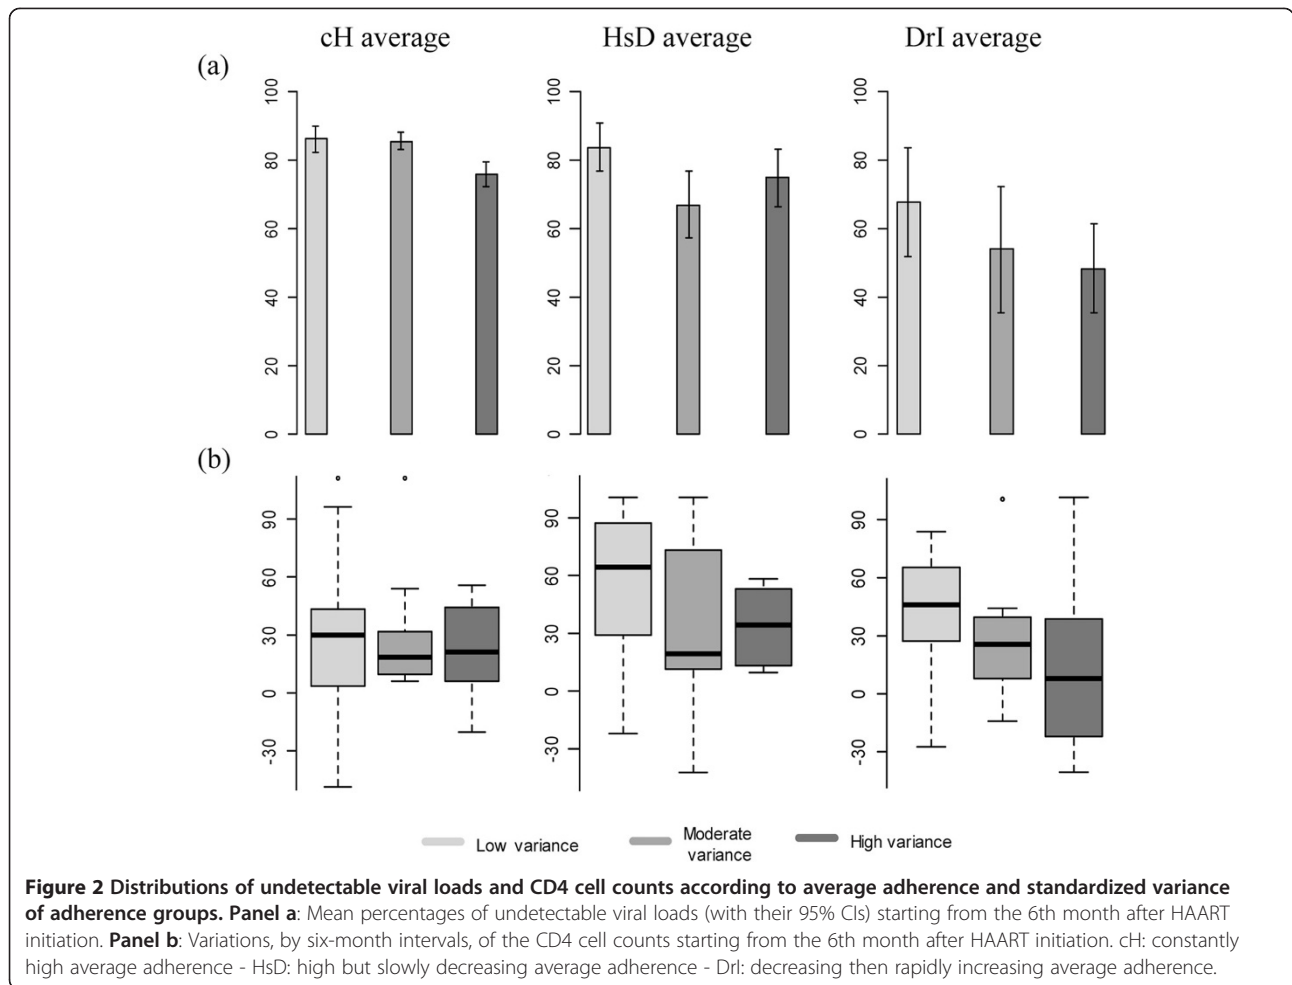 cH average HsD average DrI average
(a)
100 100 100
80 80 80
60 60 60
40 40 40
20 20 20
0 0 0
(b)
90 90 90
60 60 60
30 30 30
0 0 0
-30 -30 -30
Low variance Moderate variance High variance
Figure 2 Distributions of undetectable viral loads and CD4 cell counts according to average adherence and standardized variance
of adherence groups. Panel a: Mean percentages of undetectable viral loads (with their 95% CIs) starting from the 6th month after HAART
initiation. Panel b: Variations, by six-month intervals, of the CD4 cell counts starting from the 6th month after HAART initiation. cH: constantly
high average adherence - HsD: high but slowly decreasing average adherence - DrI: decreasing then rapidly increasing average adherence.